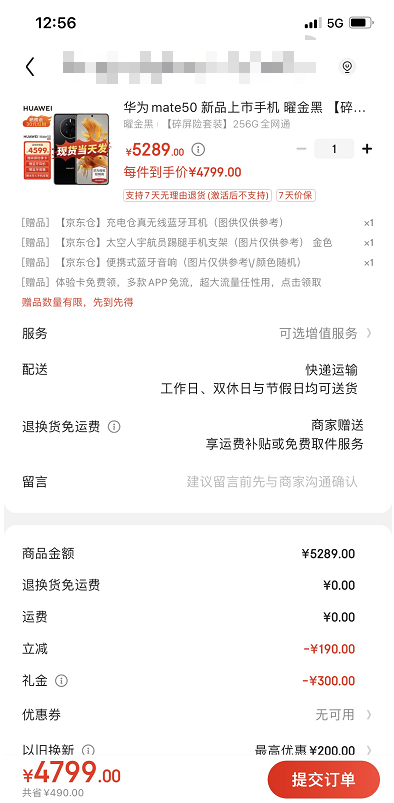 12:56
5G
华为mate50 新品上市手机 曜金黑 【碎...
曜金黑 【碎屏险套装】256G 全网通
HUAWEI
4599
现货当天发
¥5289.00
1
每件到手价¥4799.00
支持7天无理由退货(激活后不支持) 7天价保
[赠品] 【京东仓】充电仓真无线蓝牙耳机（图供仅参考） ×1
[赠品] 【京东仓】太空人宇航员踢腿手机支架（图片仅供参考） 金色 ×1
[赠品] 【京东仓】便携式蓝牙音响（图片仅供参考\/颜色随机） ×1
[赠品] 体验卡免费领，多款APP免流，超大流量任性用，点击领取
赠品数量有限，先到先得
服务 可选增值服务
配送 快递运输
工作日、双休日与节假日均可送货
退换货免运费 商家赠送
享运费补贴或免费取件服务
留言 建议留言前先与商家沟通确认
商品金额 ¥5289.00
退换货免运费 ¥0.00
运费 ¥0.00
立减 -¥190.00
礼金 -¥300.00
优惠券 无可用
以旧换新 最高优惠¥200.00
¥4799.00
共省¥490.00
提交订单